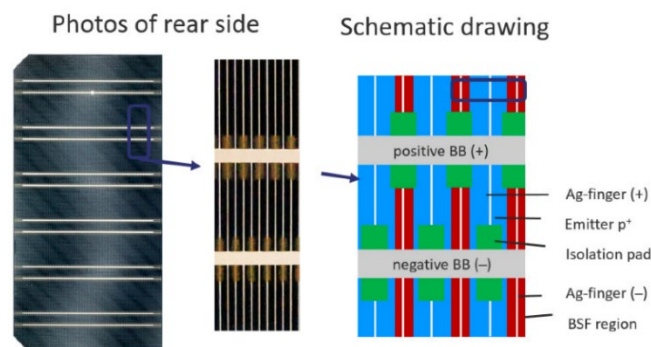 Photos of rear side
Schematic drawing
positive BB (+)
negative BB (–)
Ag-finger (+)
Emitter p⁺
Isolation pad
Ag-finger (–)
BSF region